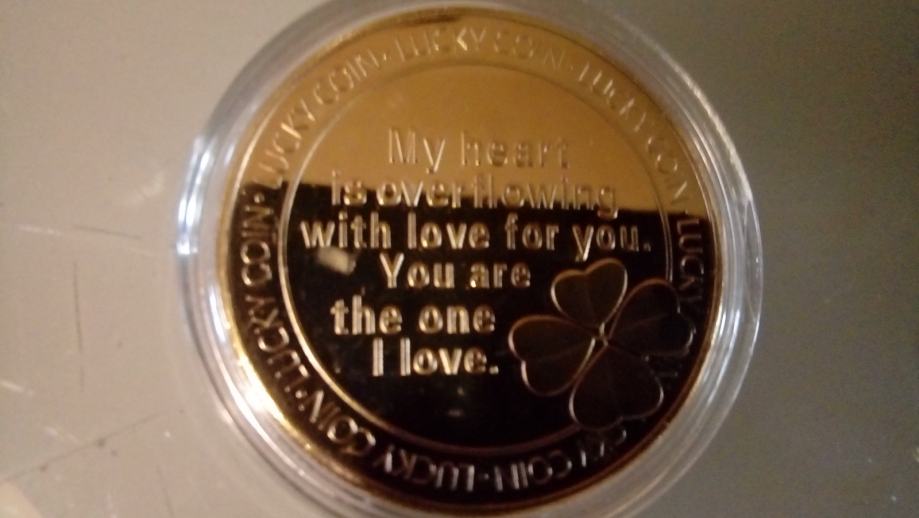 LUCKY COIN · LUCKY COIN · LUCKY COIN · LUCKY COIN · LUCKY COIN · LUCKY COIN · LUCKY COIN ·
My heart
is overflowing
with love for you.
You are
the one
I love.